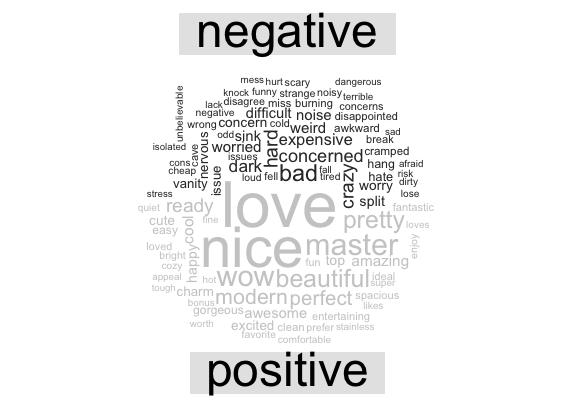 negative
mess hurt scary dangerous
knock funny strange noisy terrible
unbelievable lack disagree miss burning concerns
negative difficult noise disappointed
wrong concern cold weird awkward sad
odd sink hard expensive break
isolated cave nervous worried concerned cramped
cons issues dark bad fall crazy hang afraid
cheap issue loud fell tired hate risk
vanity worry dirty
stress split lose
love
quiet ready fantastic
cute fine pretty loves
easy cool
loved nice master enjoy
bright happy
cozy fun top amazing
appeal hot wow beautiful ideal
tough super
charm modern perfect spacious
bonus likes
gorgeous awesome entertaining
worth excited clean prefer stainless
favorite comfortable
positive